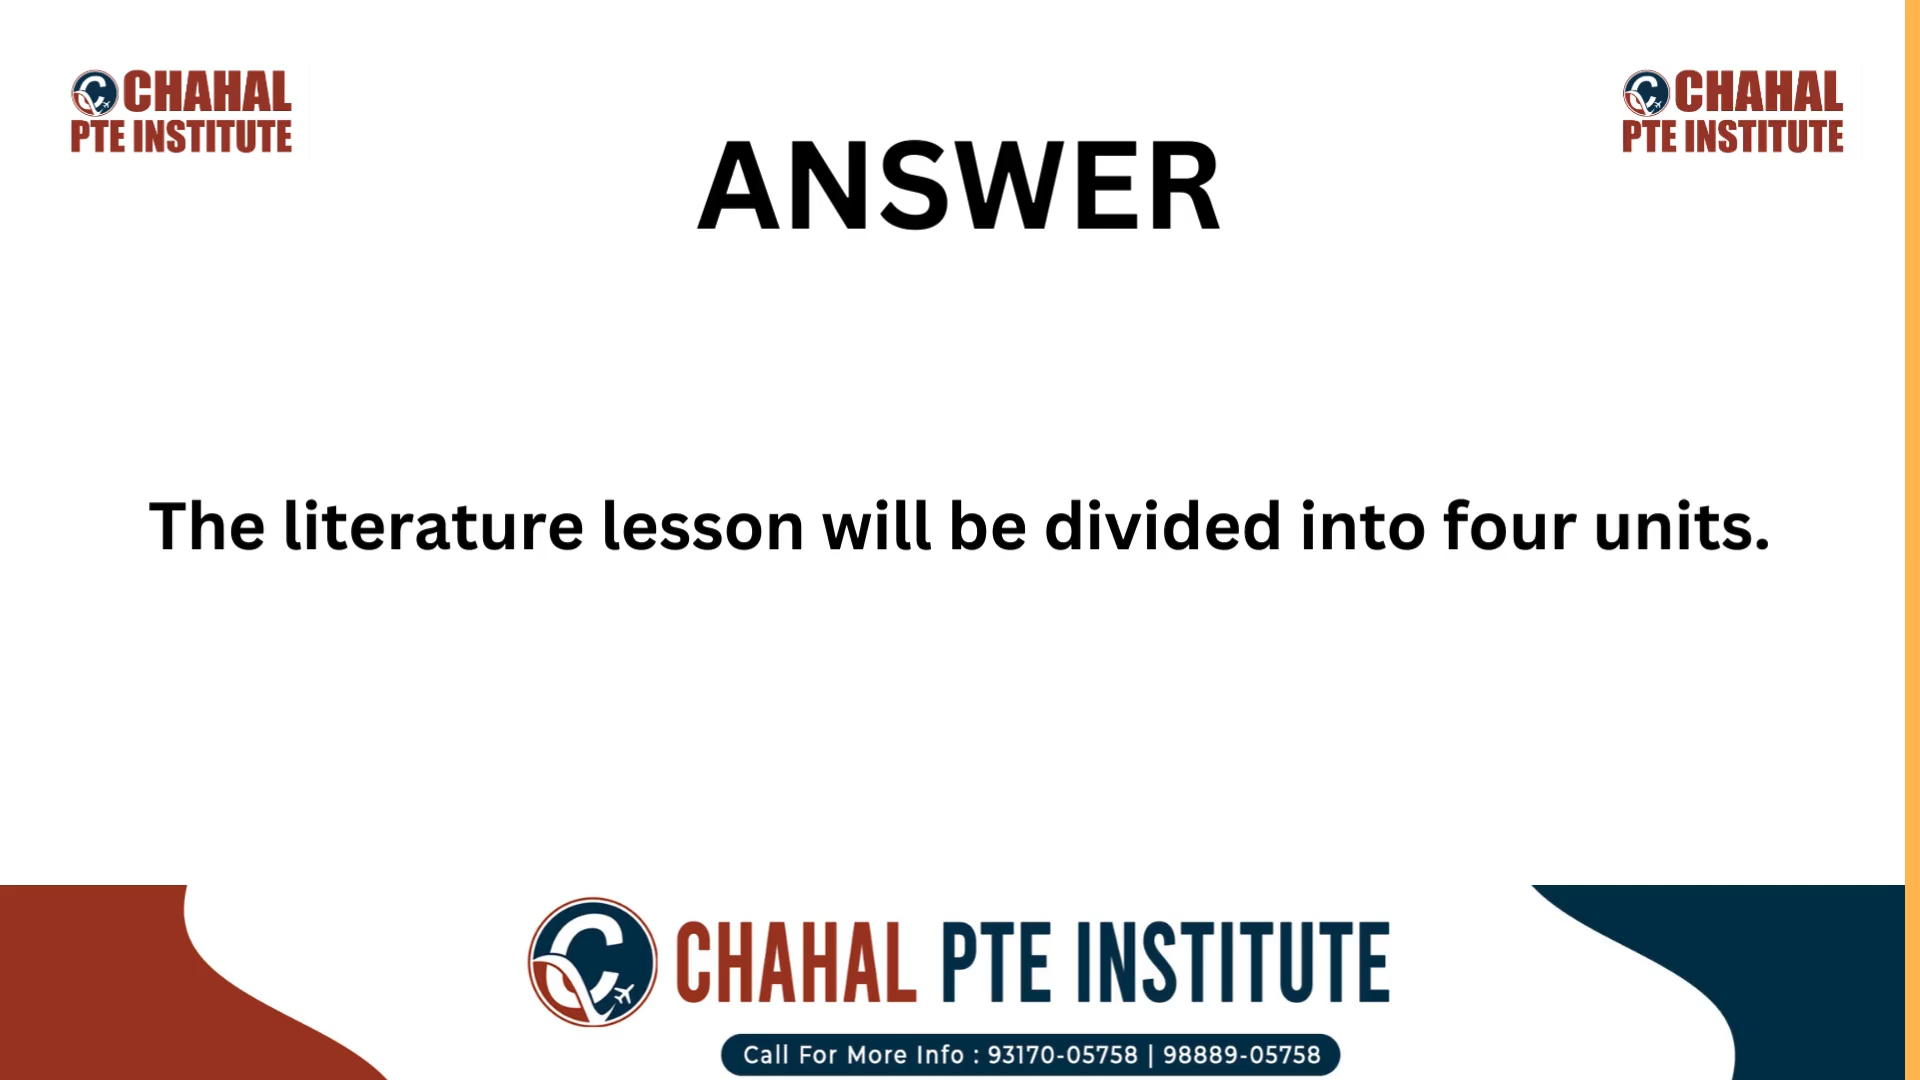 CHAHAL
PTE INSTITUTE
CHAHAL
PTE INSTITUTE
ANSWER
The literature lesson will be divided into four units.
CHAHAL PTE INSTITUTE
Call For More Info : 93170-05758 | 98889-05758